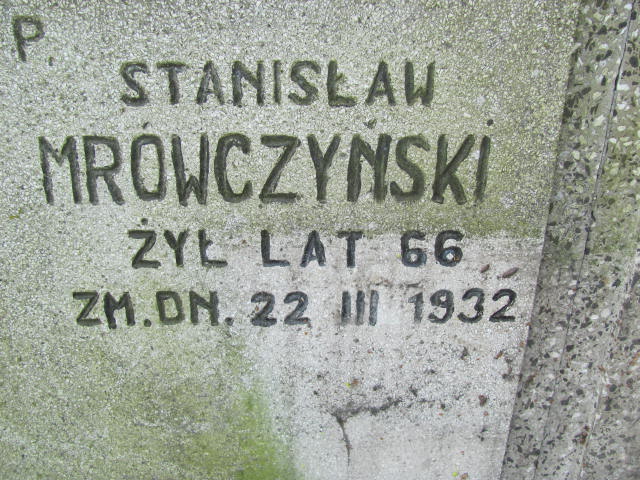 P.
STANISŁAW
MRÓWCZYŃSKI
ŻYŁ LAT 66
ZM. DN. 22 III 1932